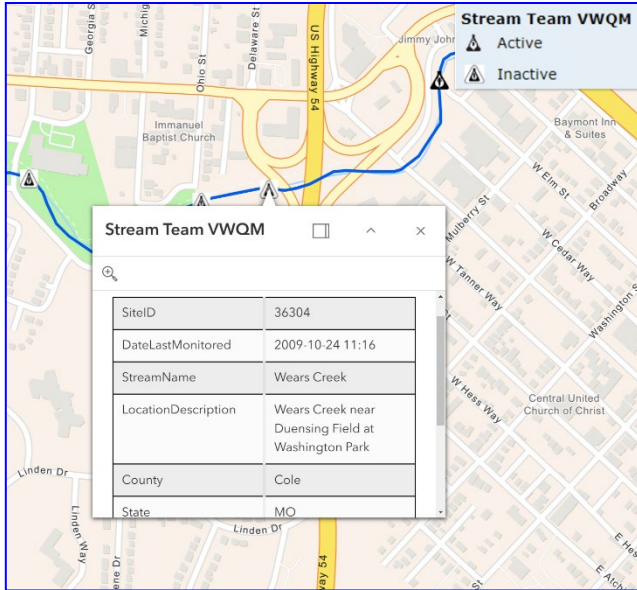 Stream Team VWQM
Active
Inactive
Georgia S
Michig
Delaware St
Ohio St
US Highway 54
Jimmy John
Immanuel
Baptist Church
Baymont Inn
& Suites
W Elm St
Broadway
Mulberry St
W Cedar Way
W Tanner Way
Washington S
W Hess Way
Central United
Church of Christ
Stream Team VWQM
SiteID 36304
DateLastMonitored 2009-10-24 11:16
StreamName Wears Creek
LocationDescription Wears Creek near
Duensing Field at
Washington Park
County Cole
State MO
Linden Dr
Linden Way
ene Dr
Linden Dr
way 54
E Hess
E
St